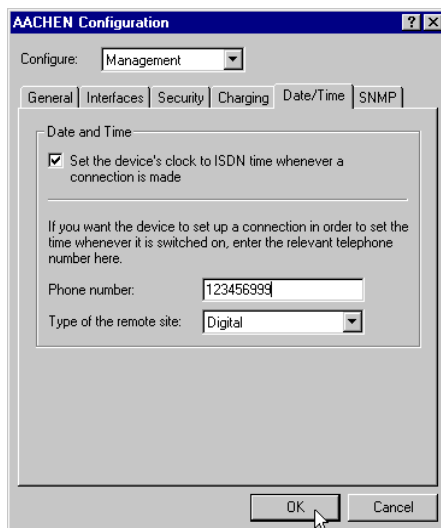 AACHEN Configuration
Configure: Management
General Interfaces Security Charging Date/Time SNMP
Date and Time
Set the device's clock to ISDN time whenever a
connection is made
If you want the device to set up a connection in order to set the
time whenever it is switched on, enter the relevant telephone
number here.
Phone number: 123456999
Type of the remote site: Digital
OK Cancel